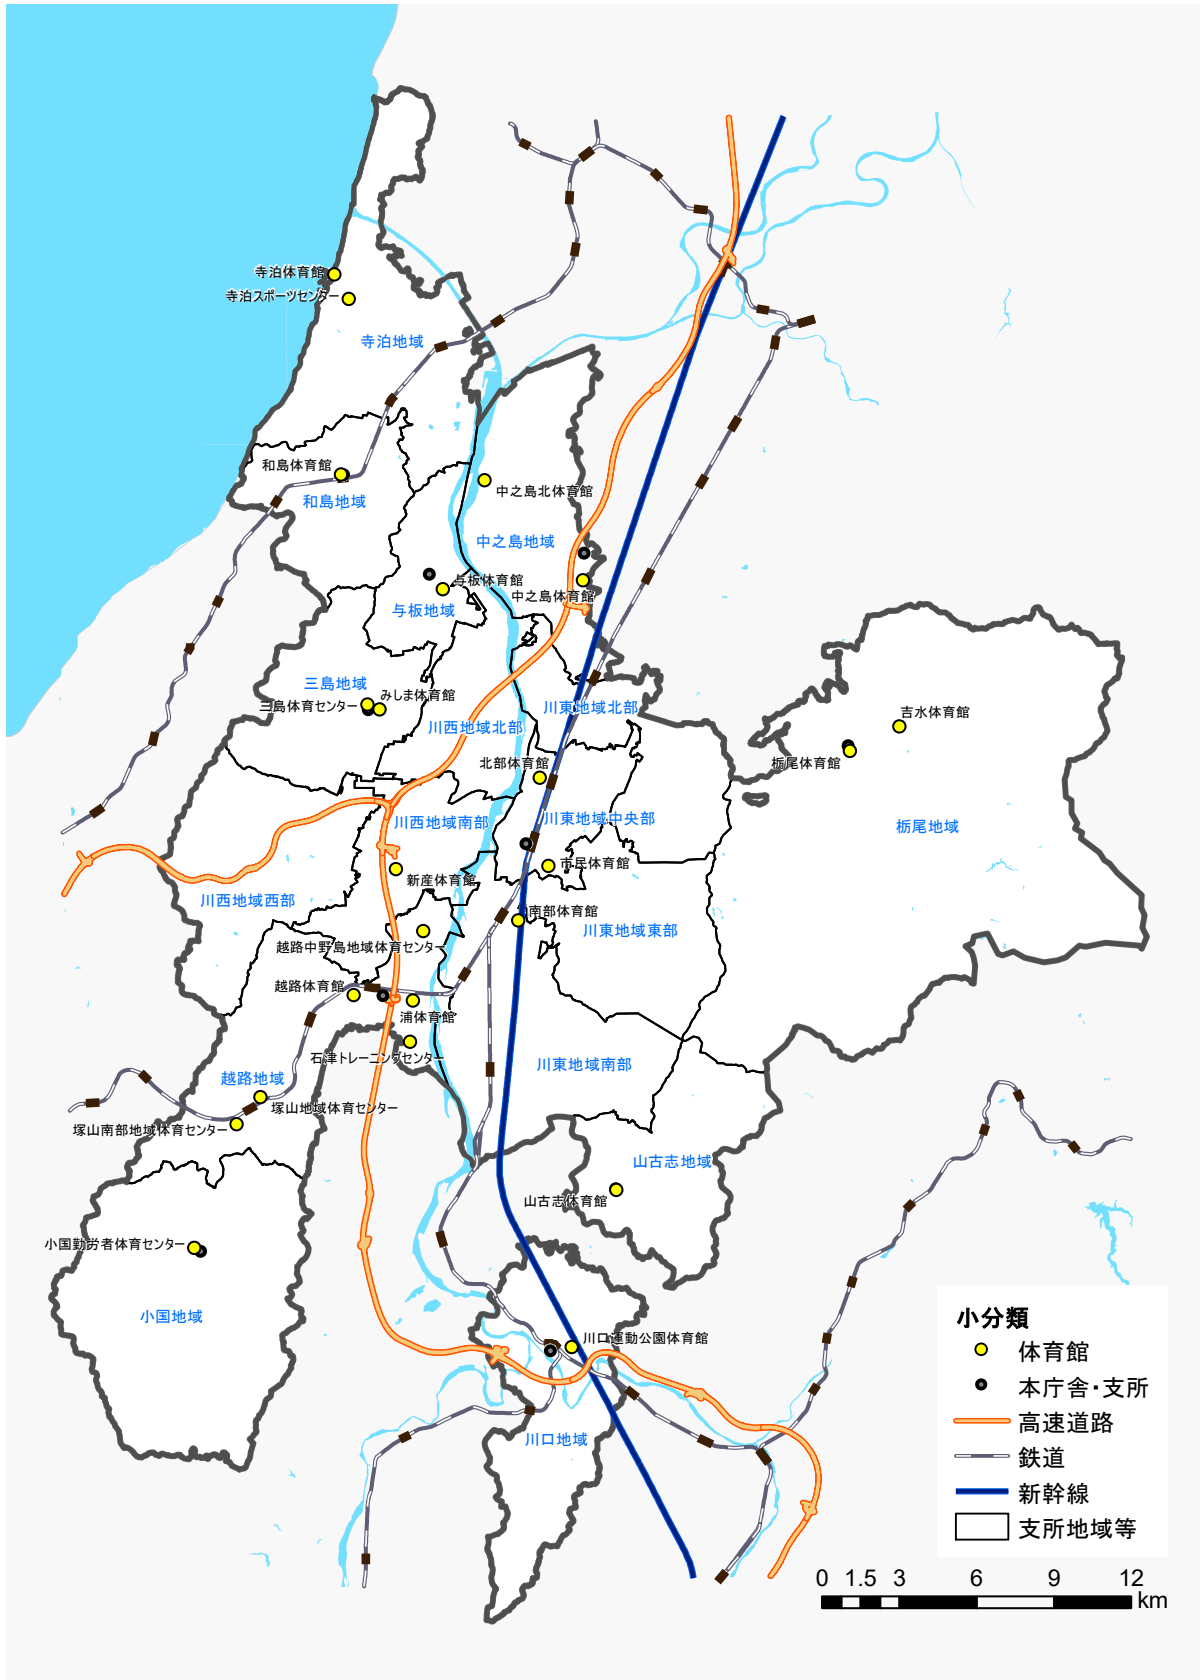 寺泊体育館
寺泊スポーツセンター
寺泊地域
和島体育館
和島地域
中之島北体育館
中之島地域
与板体育館
中之島体育館
与板地域
三島地域
みしま体育館
三島体育センター
川東地域北部
吉水体育館
川西地域北部
北部体育館
栃尾体育館
川西地域南部
川東地域中央部
栃尾地域
市民体育館
新産体育館
川西地域西部
南部体育館
川東地域東部
越路中野島地域体育センター
越路体育館
浦体育館
石津トレーニングセンター
川東地域南部
越路地域
塚山地域体育センター
塚山南部地域体育センター
山古志地域
山古志体育館
小国勤労者体育センター
小国地域
川口運動公園体育館
川口地域
小分類
体育館
本庁舎・支所
高速道路
鉄道
新幹線
支所地域等
0 1.5 3 6 9 12
km